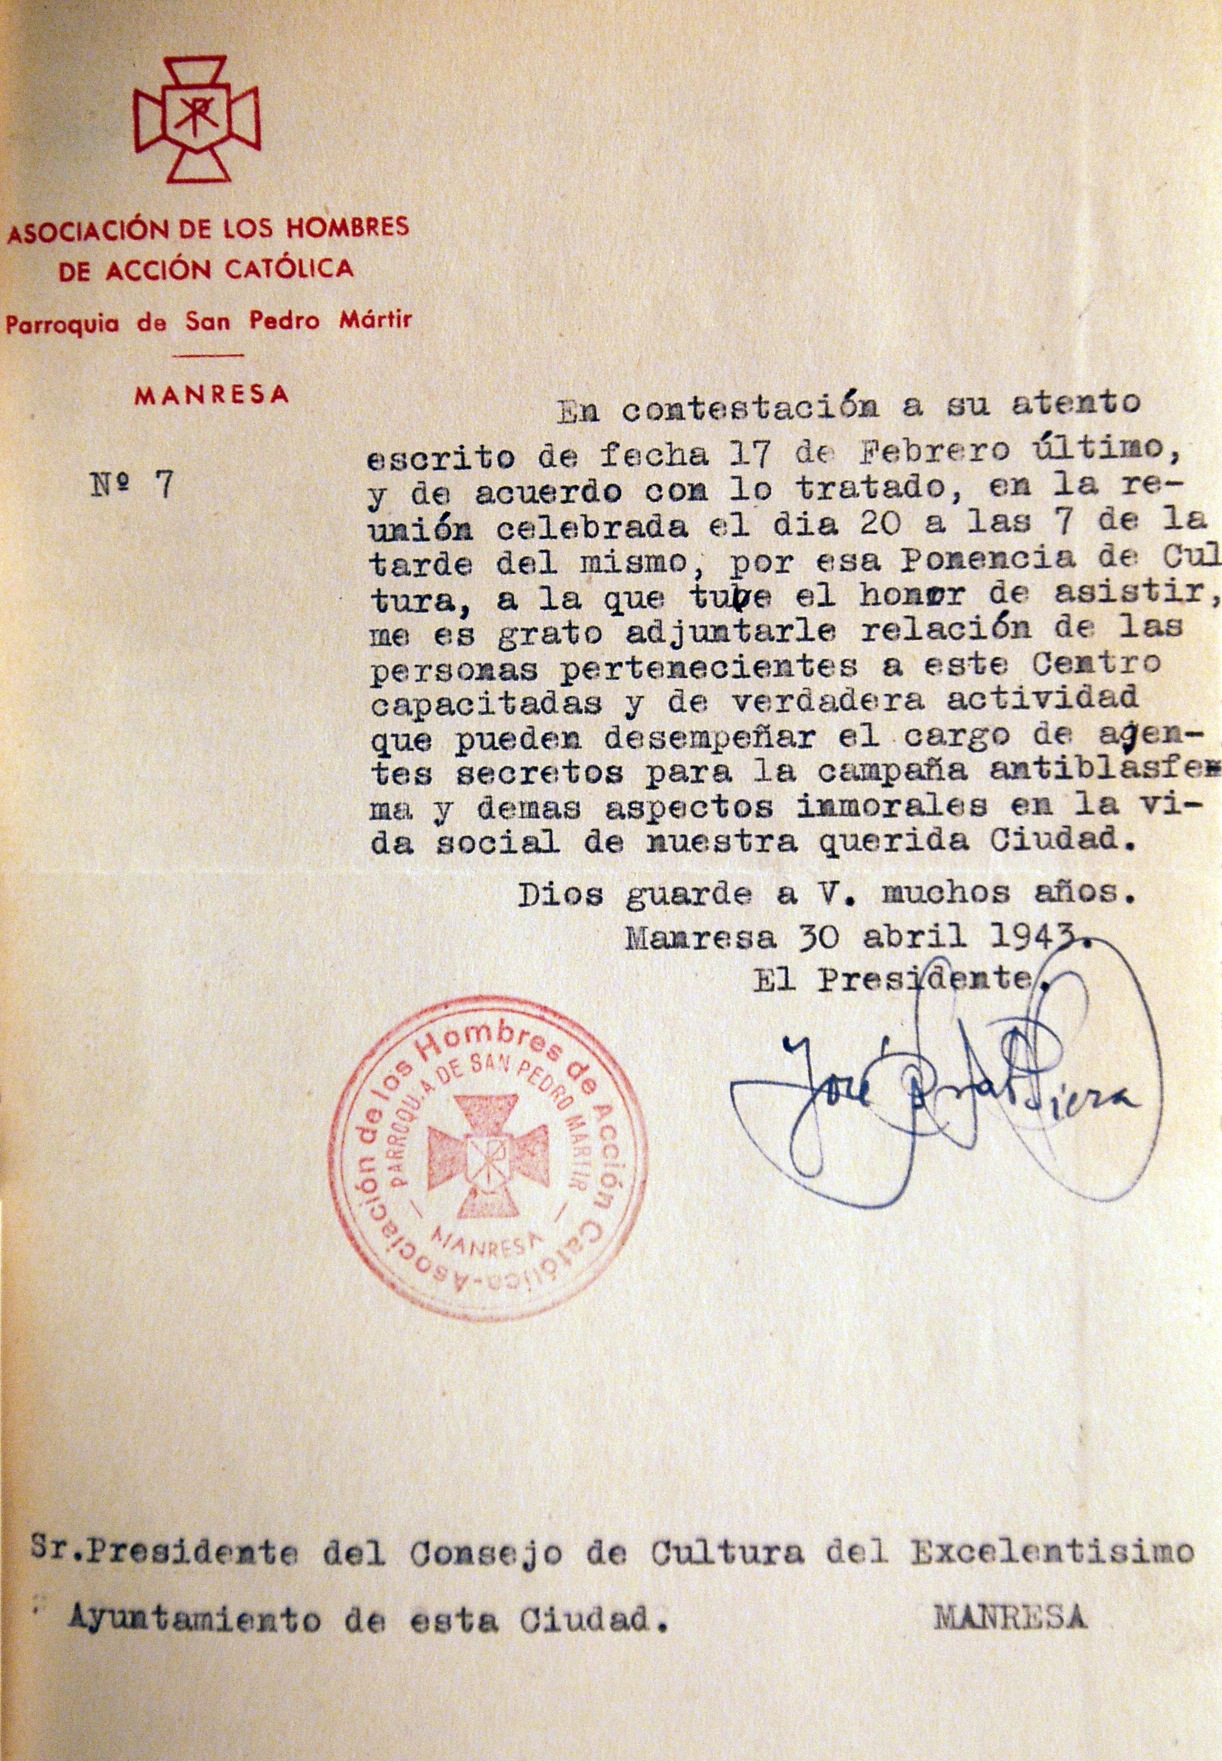 ASOCIACIÓN DE LOS HOMBRES
DE ACCIÓN CATÓLICA
Parroquia de San Pedro Mártir
MANRESA
Nº 7
En contestación a su atento
escrito de fecha 17 de Febrero último,
y de acuerdo con lo tratado, en la re-
unión celebrada el dia 20 a las 7 de la
tarde del mismo, por esa Ponencia de Cul
tura, a la que tube el honor de asistir,
me es grato adjuntarle relación de las
personas pertenecientes a este Centro
capacitadas y de verdadera actividad
que pueden desempeñar el cargo de agen-
tes secretos para la campaña antiblasfe-
ma y demas aspectos inmorales en la vi-
da social de nuestra querida Ciudad.
Dios guarde a V. muchos años.
Manresa 30 abril 1943.
El Presidente.
José Piera
Asociación de los Hombres de Acción Católica-
PARROQUIA DE SAN PEDRO MARTIR
- MANRESA -
Sr.Presidente del Consejo de Cultura del Excelentisimo
Ayuntamiento de esta Ciudad. MANRESA